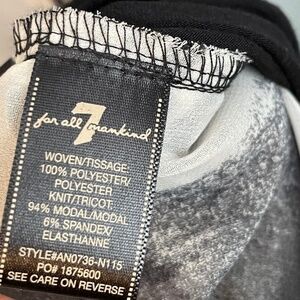 7
for all mankind
WOVEN/TISSAGE
100% POLYESTER/
POLYESTER
KNIT/TRICOT:
94% MODAL/MODAL
6% SPANDEX/
ELASTHANNE
STYLE#AN0736-N115
PO# 1875600
SEE CARE ON REVERSE